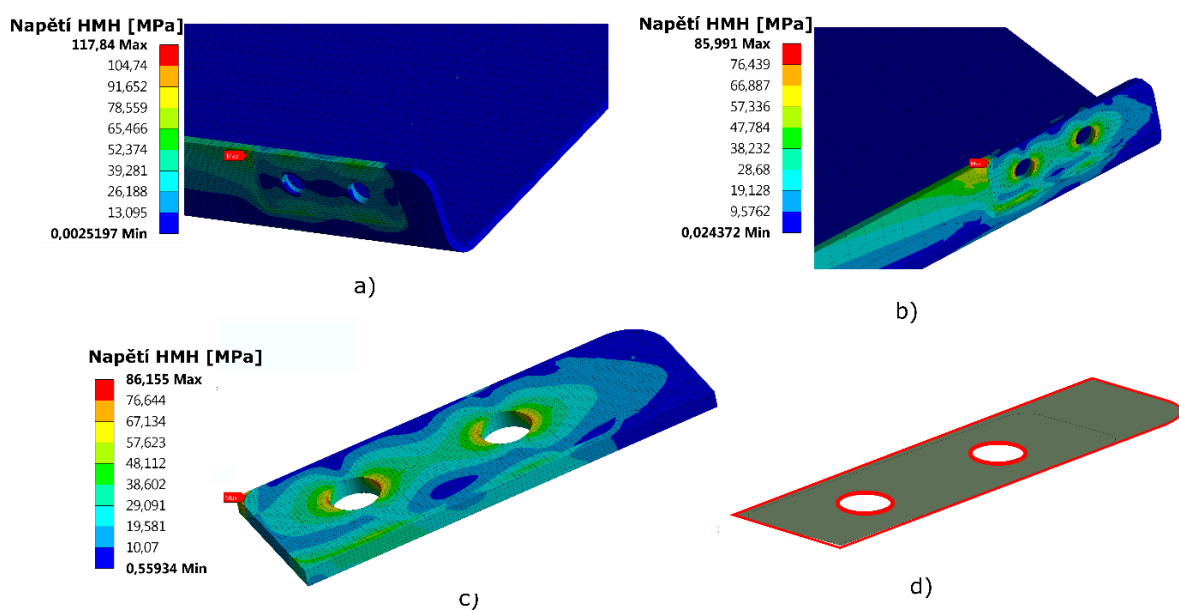 Napětí HMH [MPa]
117,84 Max
104,74
91,652
78,559
65,466
52,374
39,281
26,188
13,095
0,0025197 Min
Max
a)
Napětí HMH [MPa]
85,991 Max
76,439
66,887
57,336
47,784
38,232
28,68
19,128
9,5762
0,024372 Min
Max
b)
Napětí HMH [MPa]
86,155 Max
76,644
67,134
57,623
48,112
38,602
29,091
19,581
10,07
0,55934 Min
Max
c)
d)